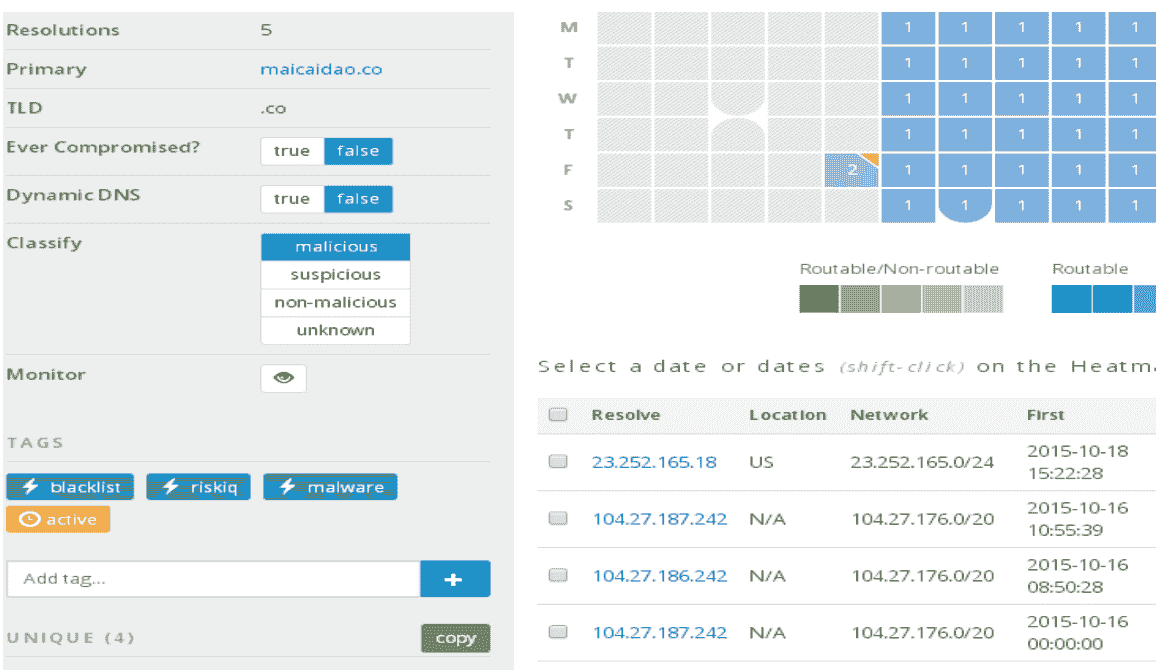 Resolutions 5
Primary maicaidao.co
TLD .co
Ever Compromised? true false
Dynamic DNS true false
Classify malicious
suspicious
non-malicious
unknown
Monitor
TAGS
blacklist riskiq malware
active
Add tag... +
UNIQUE (4) copy
M 1 1 1 1 1
T 1 1 1 1 1
W 1 1 1 1 1
T 1 1 1 1 1
F 2 1 1 1 1 1
S 1 1 1 1 1
Routable/Non-routable Routable
Select a date or dates (shift-click) on the Heatma
Resolve Location Network First
23.252.165.18 US 23.252.165.0/24 2015-10-18
15:22:28
104.27.187.242 N/A 104.27.176.0/20 2015-10-16
10:55:39
104.27.186.242 N/A 104.27.176.0/20 2015-10-16
08:50:28
104.27.187.242 N/A 104.27.176.0/20 2015-10-16
00:00:00